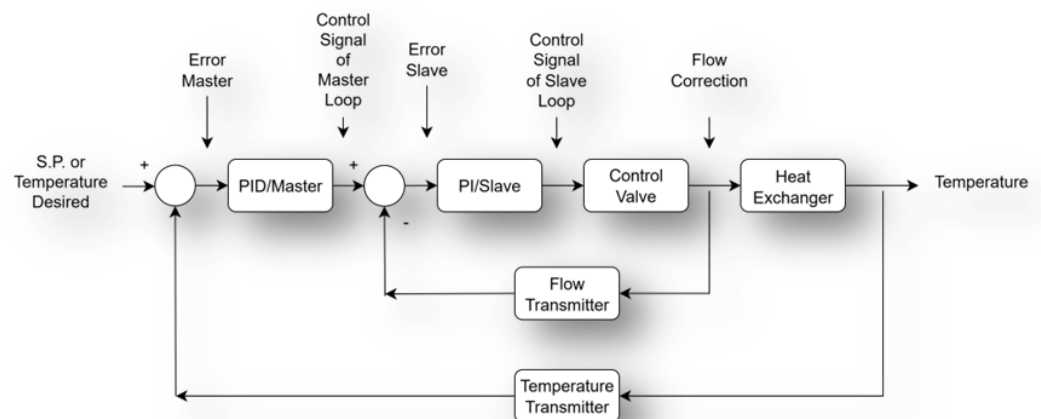 Error
Master
Control
Signal
of
Master
Loop
Error
Slave
Control
Signal
of Slave
Loop
Flow
Correction
S.P. or
Temperature
Desired
+
PID/Master
+
-
PI/Slave
Control
Valve
Heat
Exchanger
Temperature
Flow
Transmitter
Temperature
Transmitter